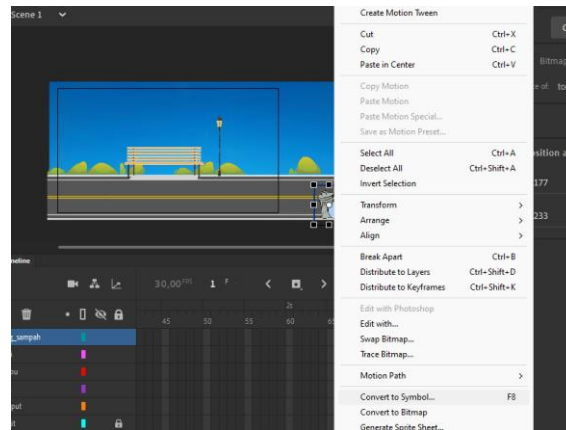 Scene 1
Create Motion Tween
Cut Ctrl+X
Copy Ctrl+C
Paste in Center Ctrl+V
Bitmap
Copy Motion
Paste Motion
Paste Motion Special...
Save as Motion Preset...
Select All Ctrl+A
Deselect All Ctrl+Shift+A
Invert Selection
177
233
Transform
Arrange
Align
Break Apart Ctrl+B
Distribute to Layers Ctrl+Shift+D
Distribute to Keyframes Ctrl+Shift+K
Edit with Photoshop
Edit with...
Swap Bitmap...
Trace Bitmap...
Motion Path
Convert to Symbol... F8
Convert to Bitmap
Generate Sprite Sheet...
meline
30,00 FPS 1 F
2s
45 50 55 60 65
_sampah
ou
put